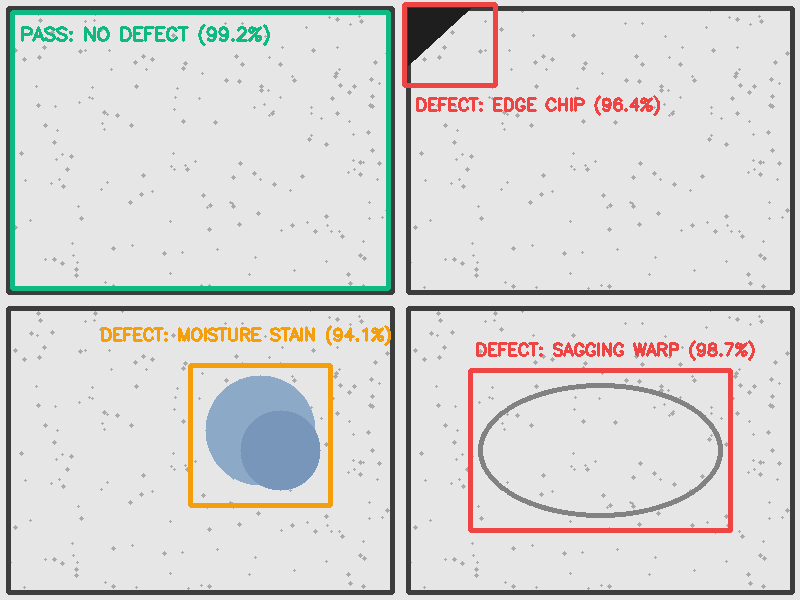 PASS: NO DEFECT (99.2%)
DEFECT: EDGE CHIP (96.4%)
DEFECT: MOISTURE STAIN (94.1%)
DEFECT: SAGGING WARP (98.7%)